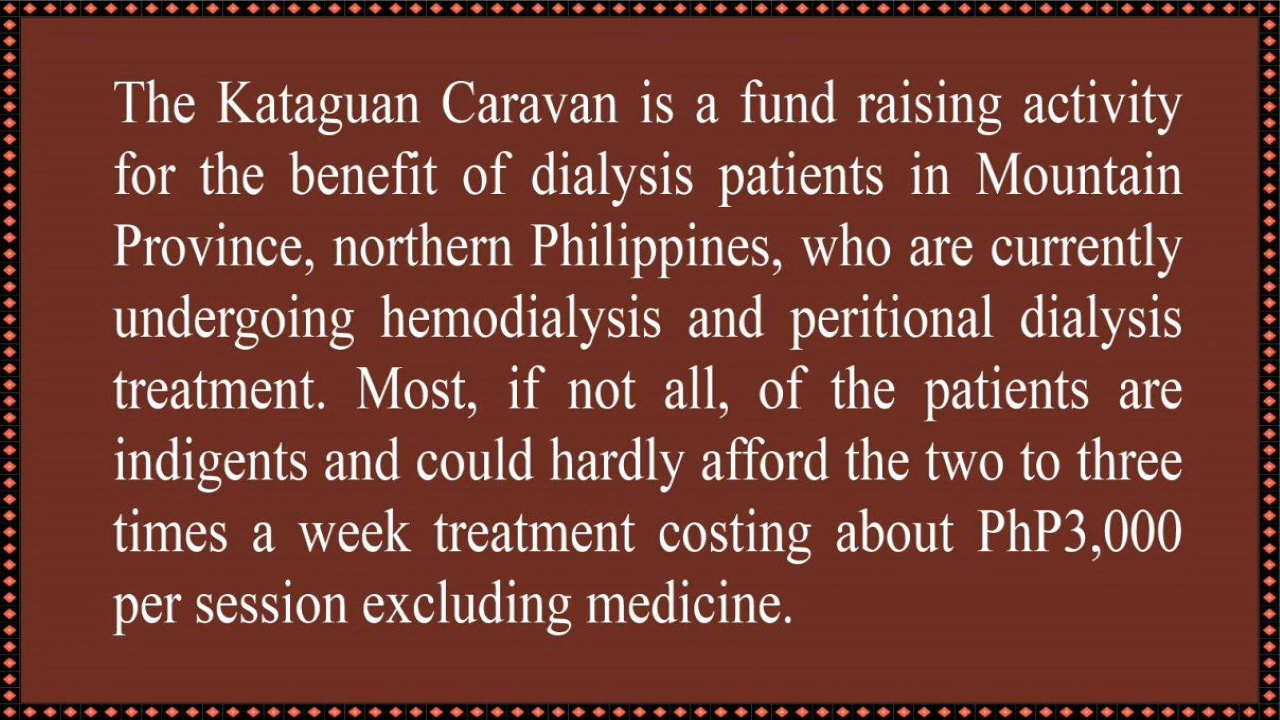 The Kataguan Caravan is a fund raising activity
for the benefit of dialysis patients in Mountain
Province, northern Philippines, who are currently
undergoing hemodialysis and peritional dialysis
treatment. Most, if not all, of the patients are
indigents and could hardly afford the two to three
times a week treatment costing about PhP3,000
per session excluding medicine.